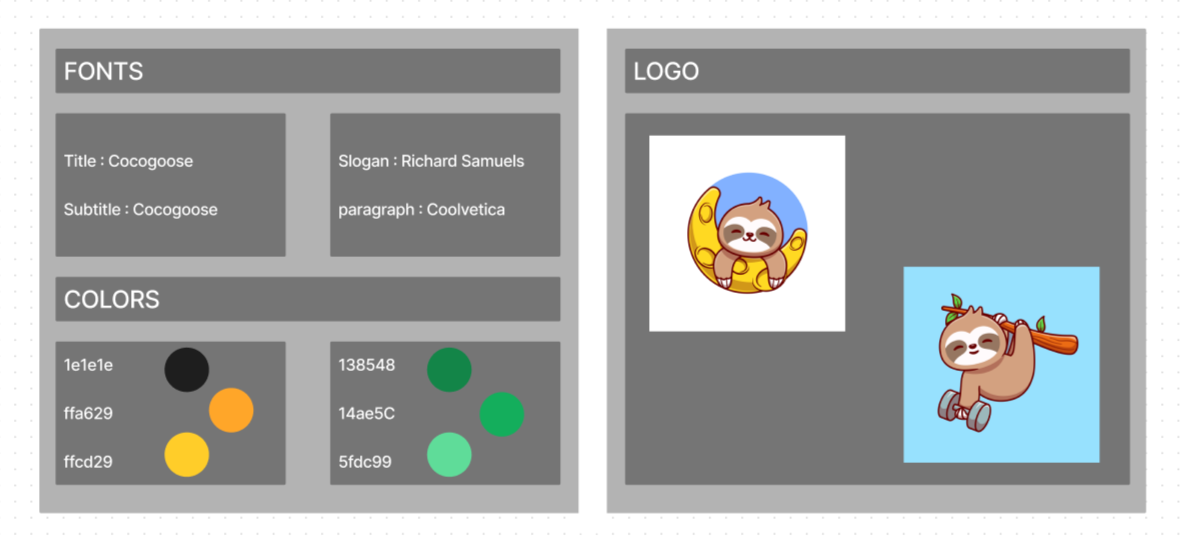 FONTS
Title : Cocogoose
Subtitle : Cocogoose
Slogan : Richard Samuels
paragraph : Coolvetica
COLORS
1e1e1e
ffa629
ffcd29
138548
14ae5C
5fdc99
LOGO